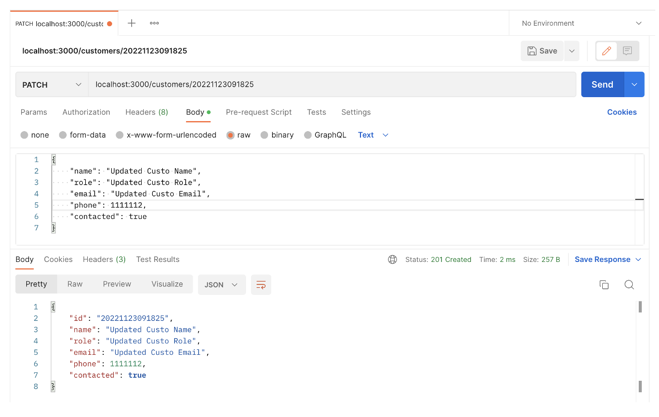 PATCH localhost:3000/custo
No Environment
localhost:3000/customers/20221123091825
Save
PATCH localhost:3000/customers/20221123091825 Send
Params Authorization Headers (8) Body Pre-request Script Tests Settings Cookies
none form-data x-www-form-urlencoded raw binary GraphQL Text
1 {
2 "name": "Updated Custo Name",
3 "role": "Updated Custo Role",
4 "email": "Updated Custo Email",
5 "phone": 1111112,
6 "contacted": true
7 }
Body Cookies Headers (3) Test Results Status: 201 Created Time: 2 ms Size: 257 B Save Response
Pretty Raw Preview Visualize JSON
1 {
2 "id": "20221123091825",
3 "name": "Updated Custo Name",
4 "role": "Updated Custo Role",
5 "email": "Updated Custo Email",
6 "phone": 1111112,
7 "contacted": true
8 }